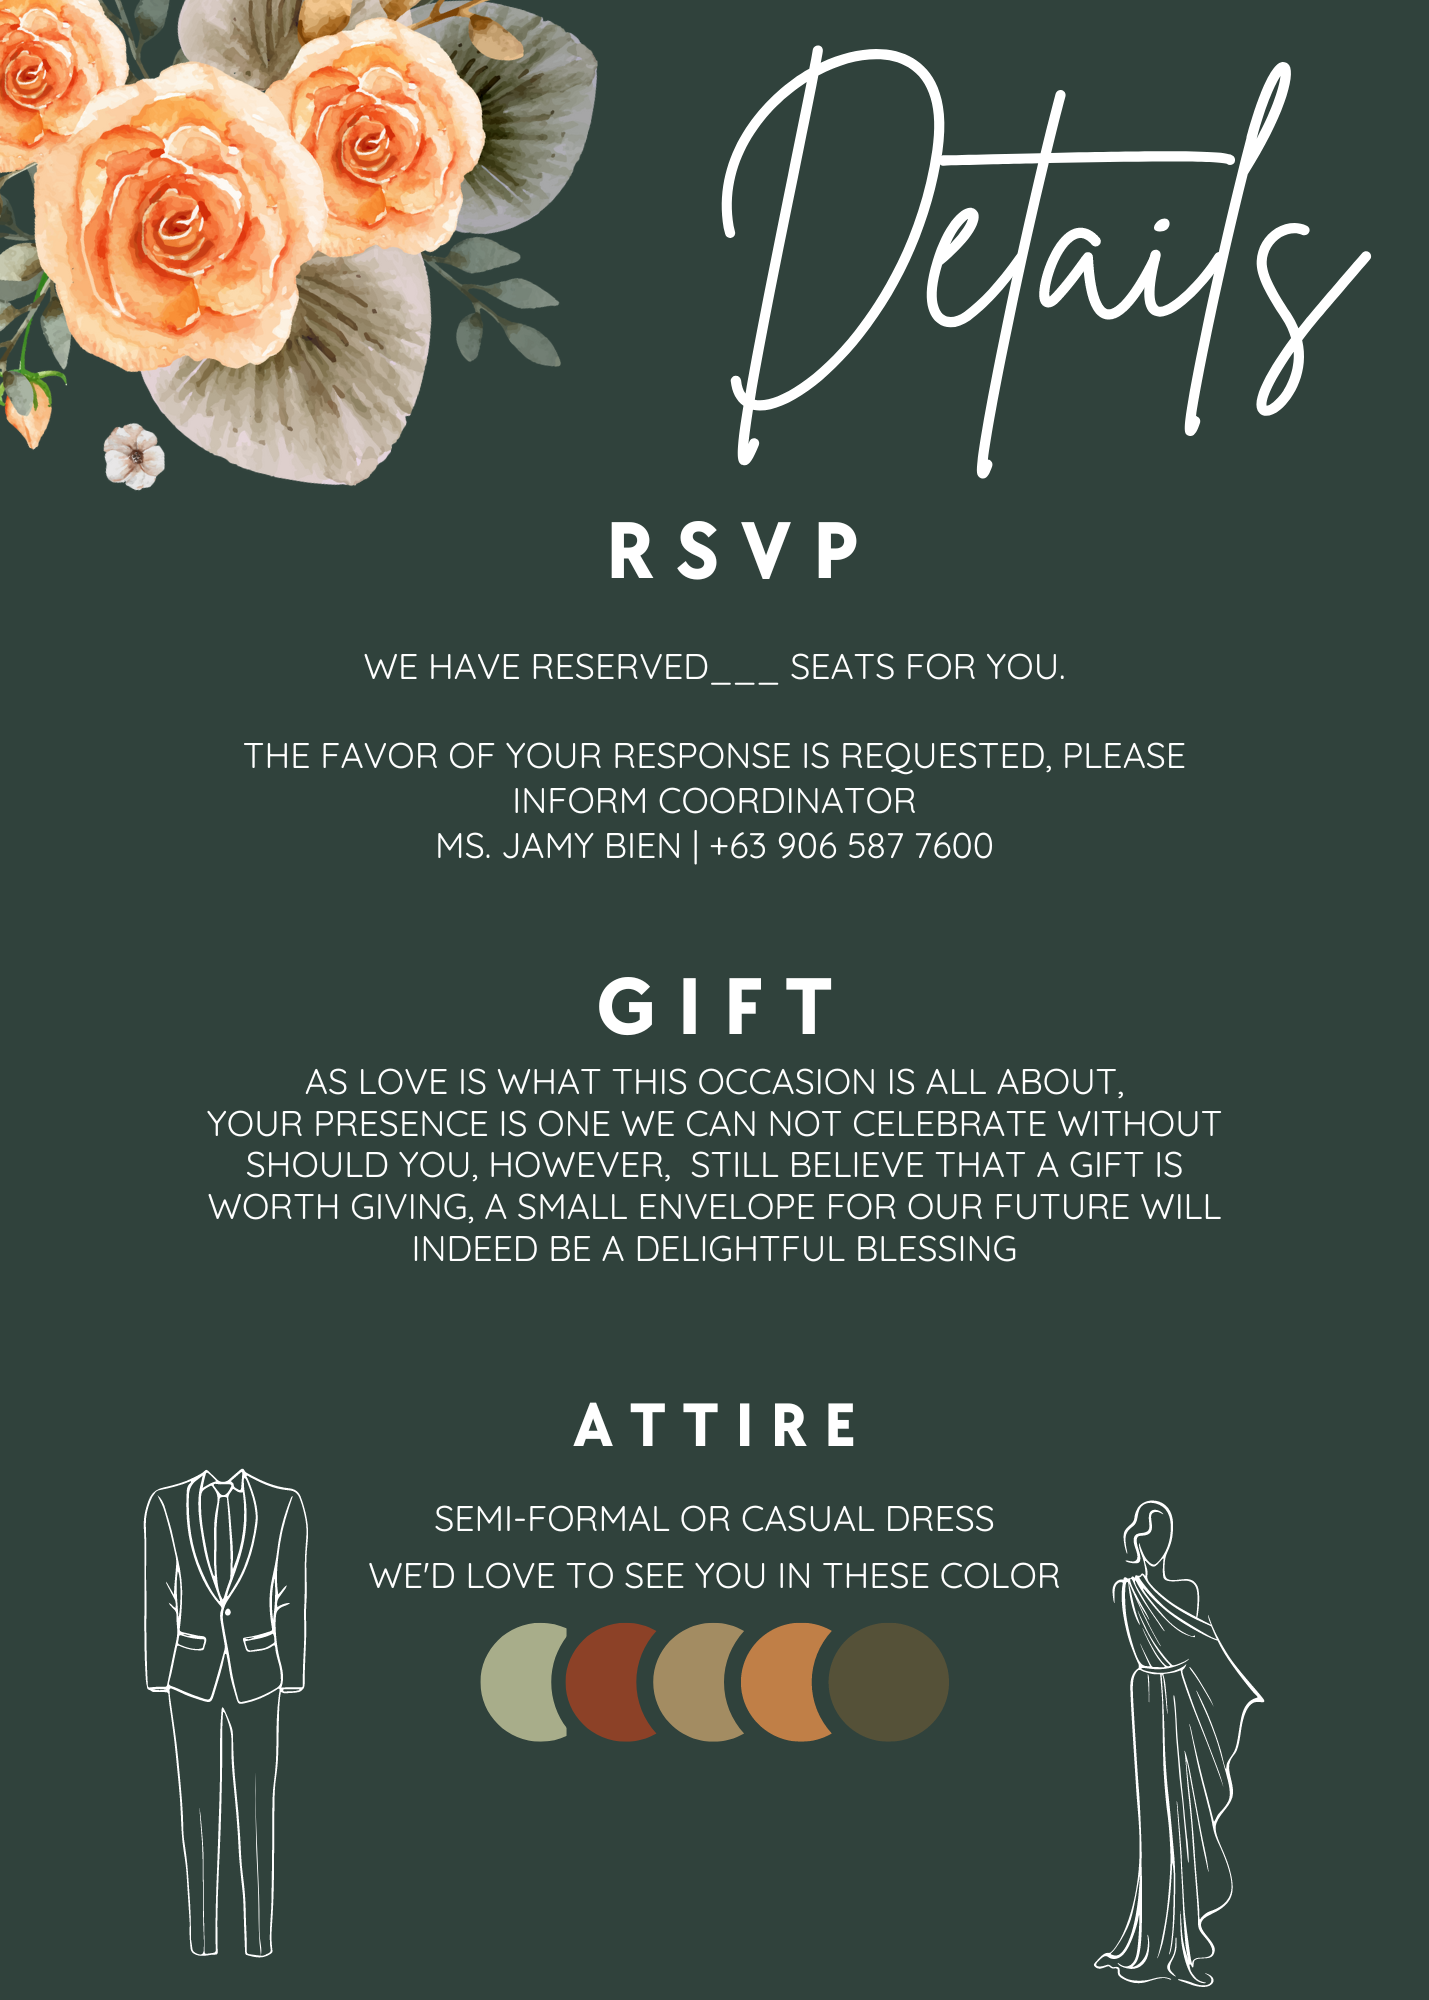 Details
RSVP
WE HAVE RESERVED___ SEATS FOR YOU.
THE FAVOR OF YOUR RESPONSE IS REQUESTED, PLEASE
INFORM COORDINATOR
MS. JAMY BIEN | +63 906 587 7600
GIFT
AS LOVE IS WHAT THIS OCCASION IS ALL ABOUT,
YOUR PRESENCE IS ONE WE CAN NOT CELEBRATE WITHOUT
SHOULD YOU, HOWEVER,  STILL BELIEVE THAT A GIFT IS
WORTH GIVING, A SMALL ENVELOPE FOR OUR FUTURE WILL
INDEED BE A DELIGHTFUL BLESSING
ATTIRE
SEMI-FORMAL OR CASUAL DRESS
WE'D LOVE TO SEE YOU IN THESE COLOR